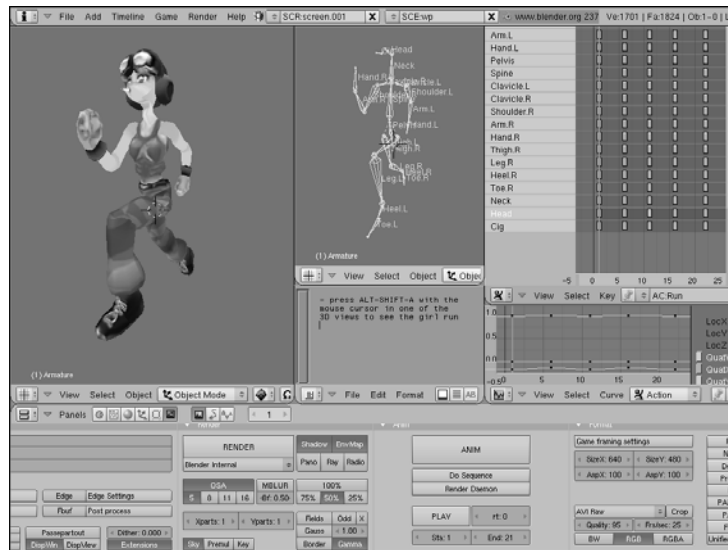 File Add Timeline Game Render Help SCR:screen.001 X SCE:wp X www.blender.org 237 Ve:1701 | Fa:1824 | Ob:1-0 |
Arm.L
Hand.L
Pelvis
Spine
Clavicle.L
Clavicle.R
Shoulder.R
Arm.R
Hand.R
Thigh.R
Leg.R
Heel.R
Toe.R
Neck
Head
Cig
-5 0 5 10 15 20
Head
Neck
Hand.R
Shoulder.L
Arm.L
Leg.R
Toe.R
Leg.L
Heel.L
Toe.L
(1) Armature
(1) Armature
View Select Object Objec
View Select Key AC:Run
- press ALT-SHIFT-A with the
mouse cursor in one of the
3D views to see the girl run
1.0
0.5
0.0
-0.5
0 5 10 15 20
LocX
LocY
LocZ
View Select Object Object Mode
File Edit Format AB
View Select Curve Action
Panels 1
Render
Anim
Format
RENDER
Blender Internal
Shadow EnvMap
Pano Ray Radio
OSA MBLUR 100%
5 8 11 16 Bf: 0.50 75% 50% 25%
Xparts: 1 Yparts: 1
Fields Odd X
Gauss 1.00
Sky Premul Key Border Gamma
Edge Edge Settings
Post process
Passepartout Dither: 0.000
DispWin DispView Extensions
ANIM
Do Sequence
Render Daemon
PLAY rt: 0
Sta: 1 End: 21
Game framing settings
SizeX: 640 SizeY: 480
AspX: 100 AspY: 100
AVI Raw Crop
Quality: 95 Frs/sec: 25
BW RGB RGBA